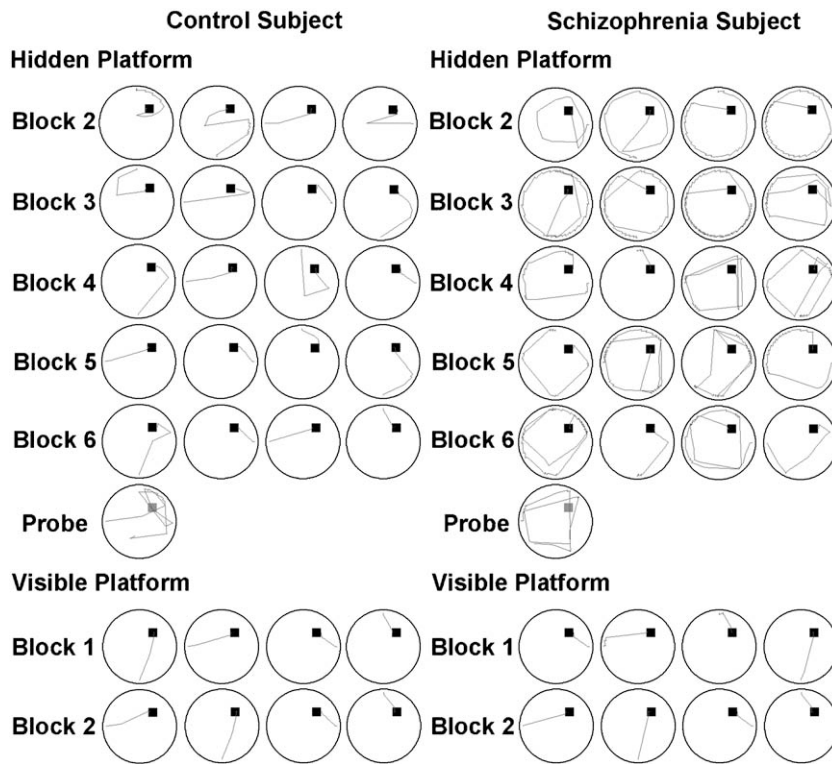 Control Subject
Schizophrenia Subject
Hidden Platform
Hidden Platform
Block 2
Block 2
Block 3
Block 3
Block 4
Block 4
Block 5
Block 5
Block 6
Block 6
Probe
Probe
Visible Platform
Visible Platform
Block 1
Block 1
Block 2
Block 2